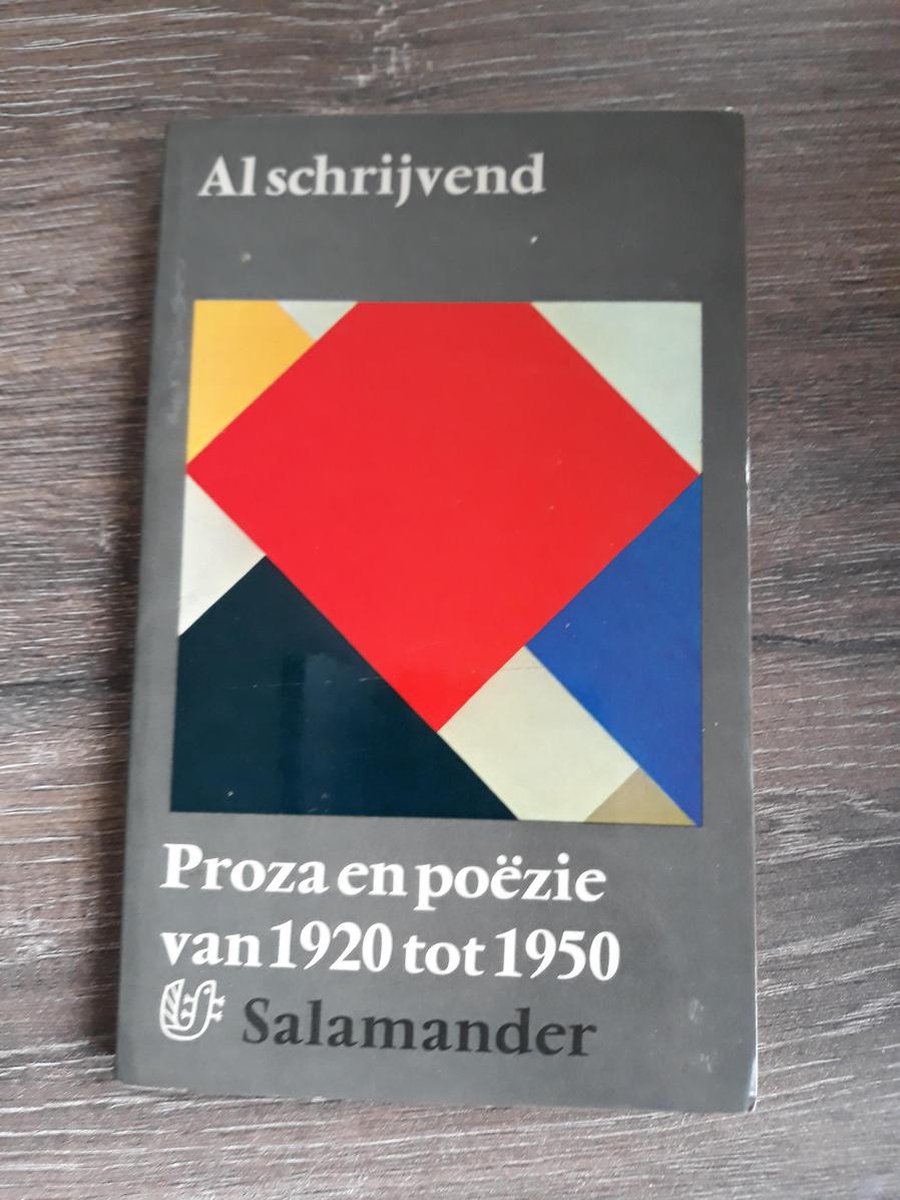 Al schrijvend
Proza en poëzie
van 1920 tot 1950
Salamander